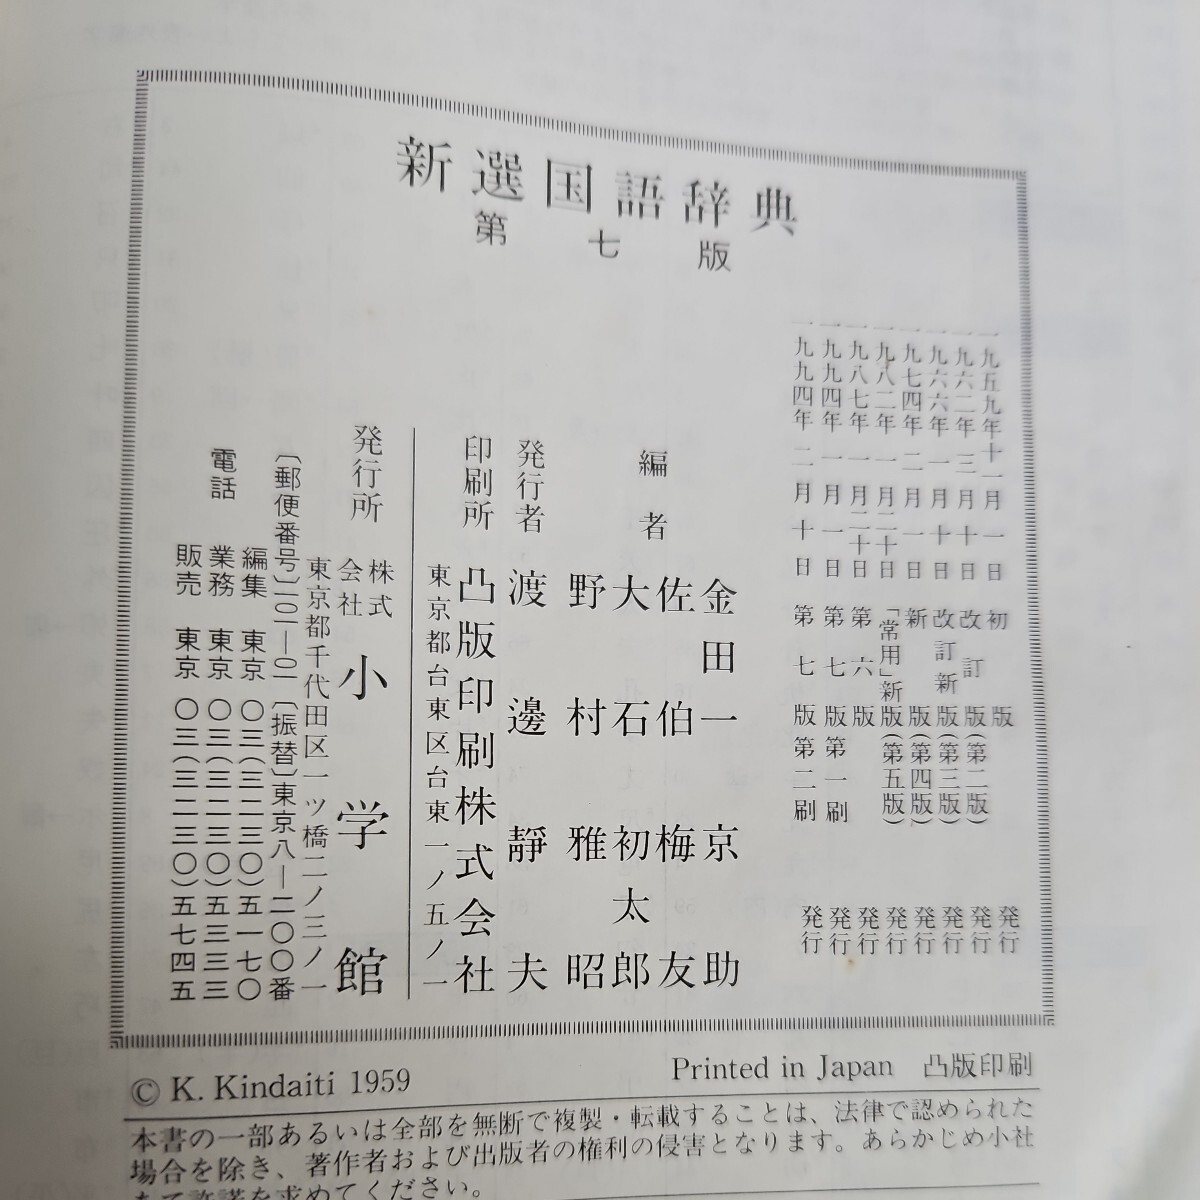 新選国語辞典
第七版
一九五九年十一月一日 初版 発行
一九六二年三月十日 改訂版(第二版) 発行
一九六六年一月十日 改訂新版(第三版) 発行
一九七四年二月一日 新版(第四版) 発行
一九八二年一月二十日 「常用」新版(第五版) 発行
一九八七年一月二十日 第六版 発行
一九九四年一月一日 第七版第一刷 発行
一九九四年二月十日 第七版第二刷 発行
編者
金田一京助
佐伯梅友
大石初太郎
野村雅昭
発行者 渡邊靜夫
印刷所 凸版印刷株式会社
東京都台東区台東一ノ五ノ一
発行所 株式会社 小学館
東京都千代田区一ツ橋二ノ三ノ一
〔郵便番号〕一〇一―〇一〔振替〕東京八―二〇〇番
電話
編集 東京 〇三(三二三〇)五一七〇
業務 東京 〇三(三二三〇)五三三三
販売 東京 〇三(三二三〇)五七四五
© K. Kindaiti 1959
Printed in Japan 凸版印刷
本書の一部あるいは全部を無断で複製・転載することは、法律で認められた
場合を除き、著作者および出版者の権利の侵害となります。あらかじめ小社
あて許諾を求めてください。